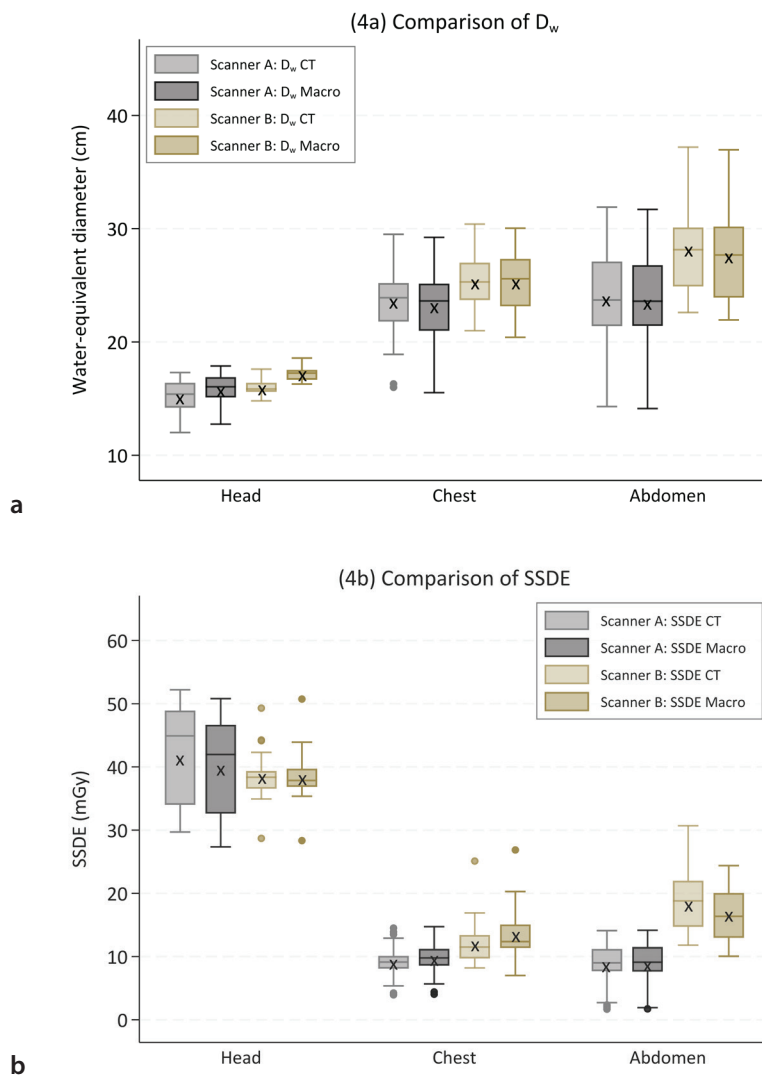 (4a) Comparison of Dw
Scanner A: Dw CT
Scanner A: Dw Macro
Scanner B: Dw CT
Scanner B: Dw Macro
Water-equivalent diameter (cm)
40
30
20
10
Head Chest Abdomen
a
(4b) Comparison of SSDE
Scanner A: SSDE CT
Scanner A: SSDE Macro
Scanner B: SSDE CT
Scanner B: SSDE Macro
SSDE (mGy)
60
50
40
30
20
10
0
Head Chest Abdomen
b